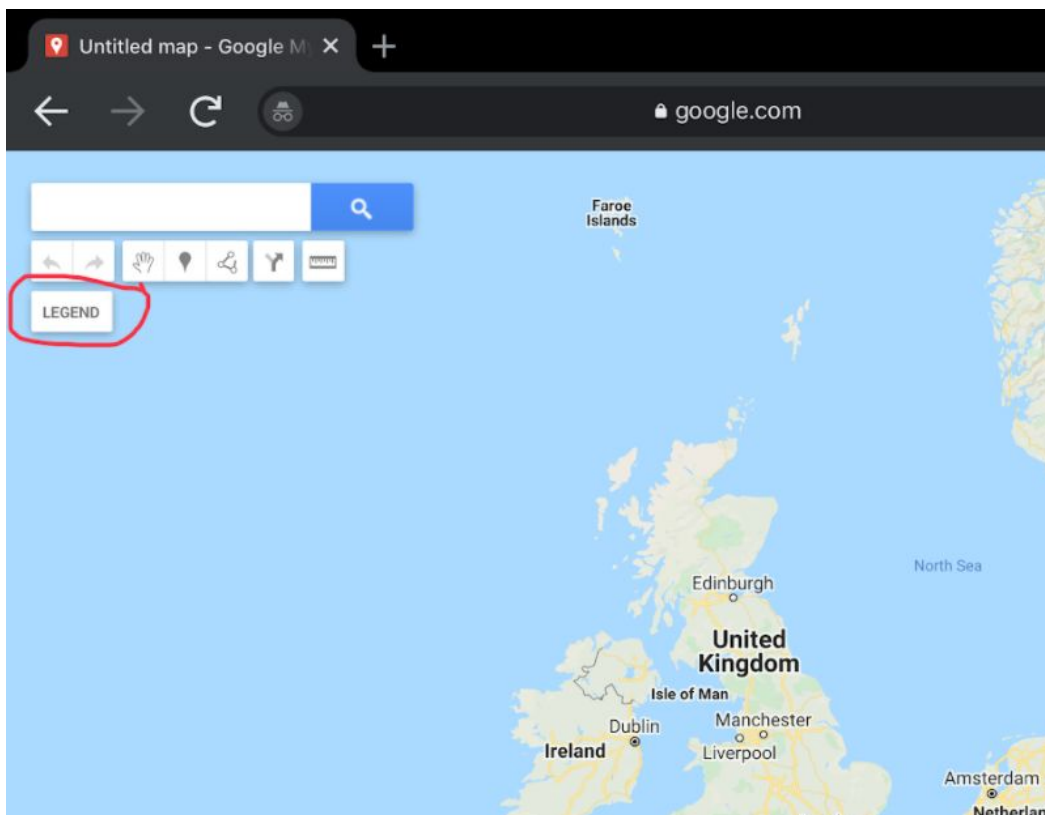 Untitled map - Google M
google.com
LEGEND
Faroe
Islands
North Sea
Edinburgh
United
Kingdom
Isle of Man
Dublin
Manchester
Ireland
Liverpool
Amsterdam
Netherlan